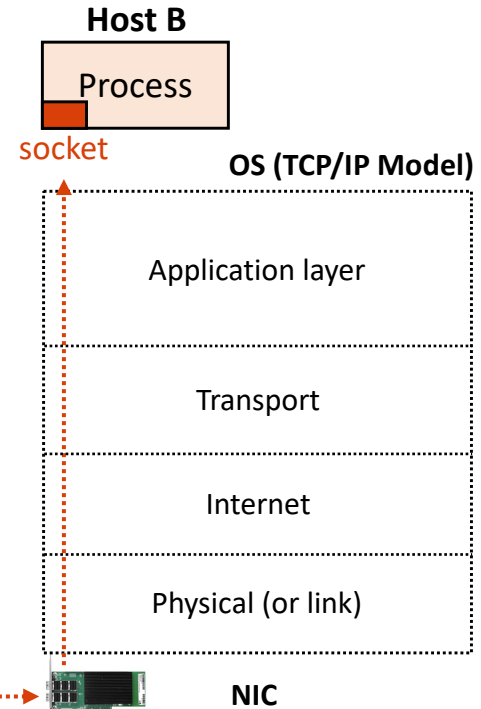 Host B
Process
socket
OS (TCP/IP Model)
Application layer
Transport
Internet
Physical (or link)
NIC